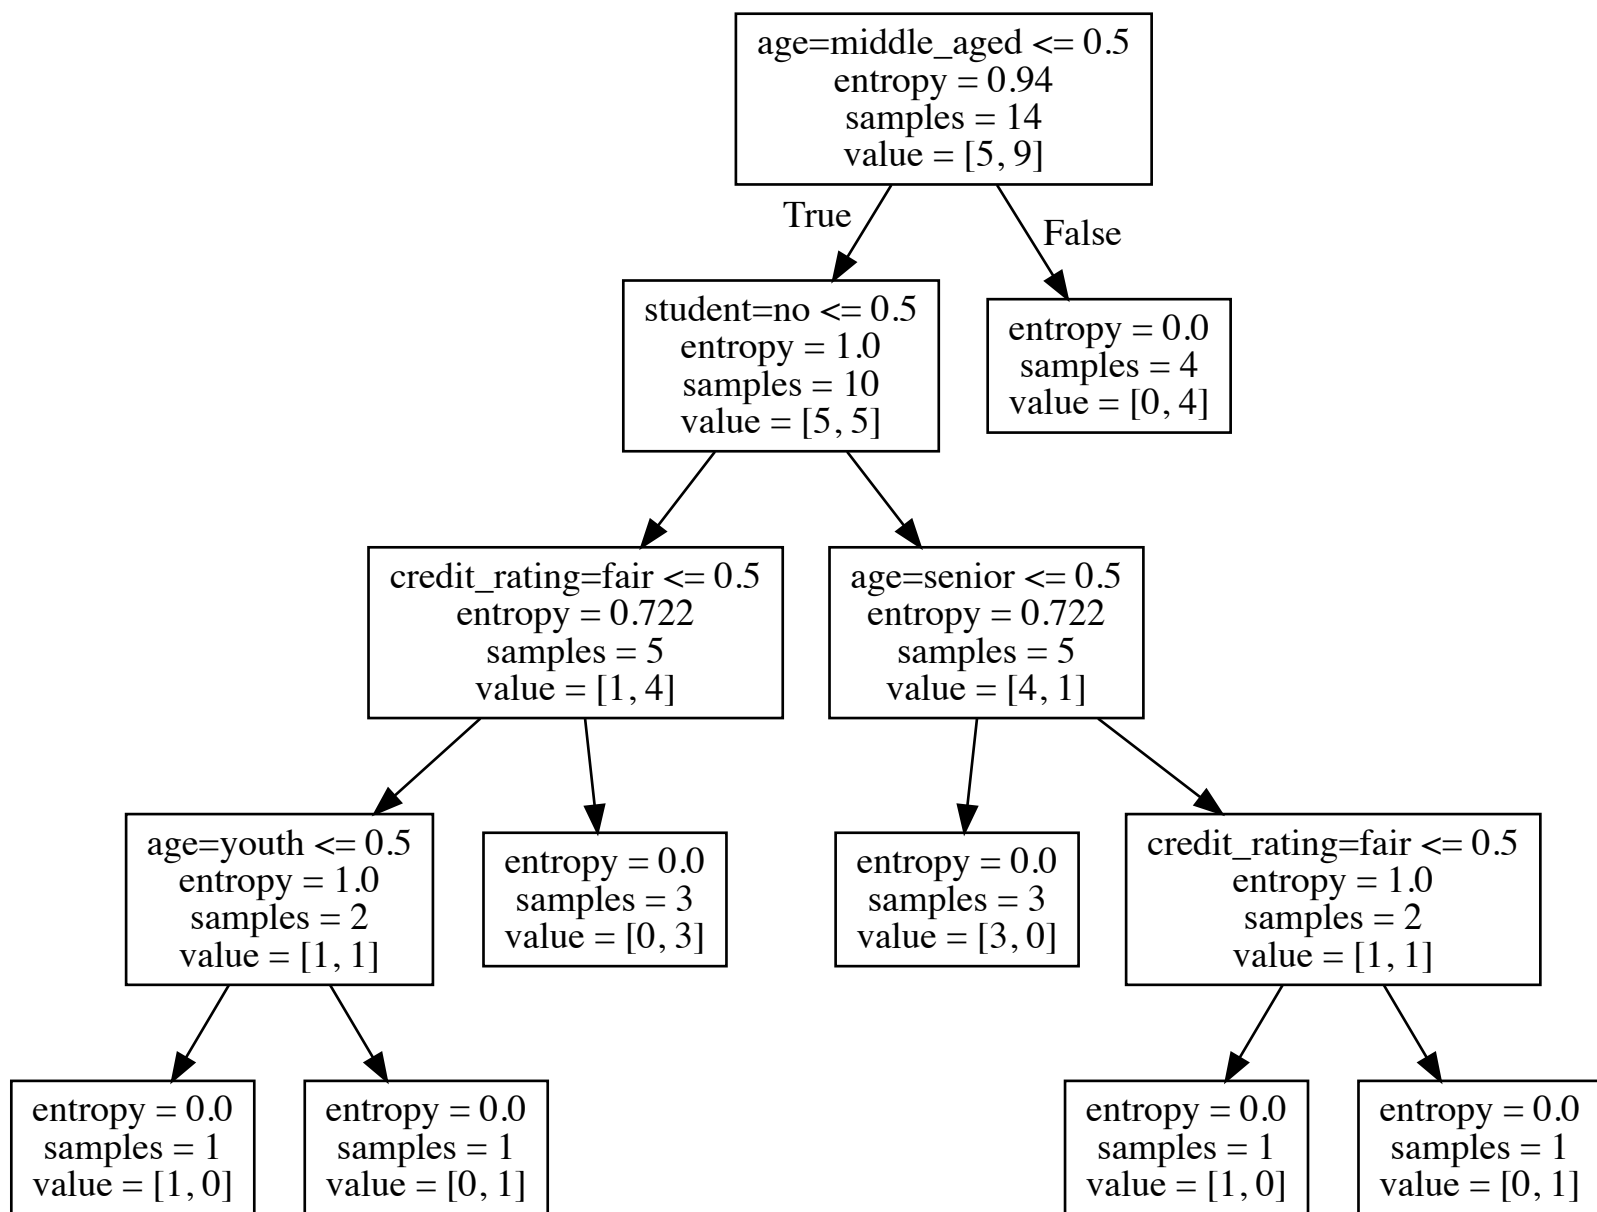 age=middle_aged <= 0.5
entropy = 0.94
samples = 14
value = [5, 9]
True
False
student=no <= 0.5
entropy = 1.0
samples = 10
value = [5, 5]
entropy = 0.0
samples = 4
value = [0, 4]
credit_rating=fair <= 0.5
entropy = 0.722
samples = 5
value = [1, 4]
age=senior <= 0.5
entropy = 0.722
samples = 5
value = [4, 1]
age=youth <= 0.5
entropy = 1.0
samples = 2
value = [1, 1]
entropy = 0.0
samples = 3
value = [0, 3]
entropy = 0.0
samples = 3
value = [3, 0]
credit_rating=fair <= 0.5
entropy = 1.0
samples = 2
value = [1, 1]
entropy = 0.0
samples = 1
value = [1, 0]
entropy = 0.0
samples = 1
value = [0, 1]
entropy = 0.0
samples = 1
value = [1, 0]
entropy = 0.0
samples = 1
value = [0, 1]